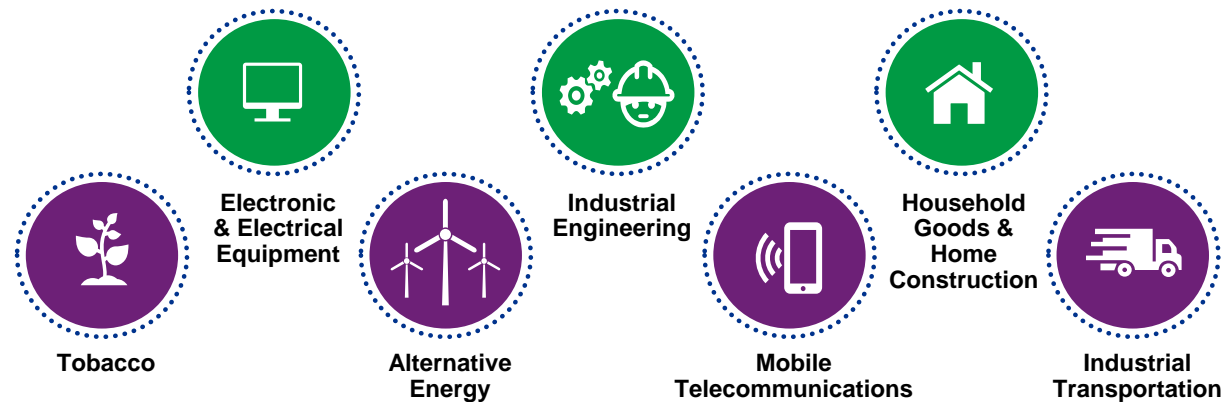 Electronic
& Electrical
Equipment
Industrial
Engineering
Household
Goods &
Home
Construction
Tobacco
Alternative
Energy
Mobile
Telecommunications
Industrial
Transportation